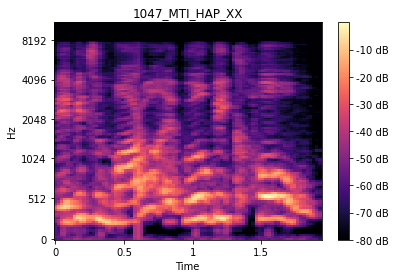 1047_MTI_HAP_XX
8192
4096
2048
1024
512
0
Hz
0
0.5
1
1.5
Time
-10 dB
-20 dB
-30 dB
-40 dB
-50 dB
-60 dB
-70 dB
-80 dB